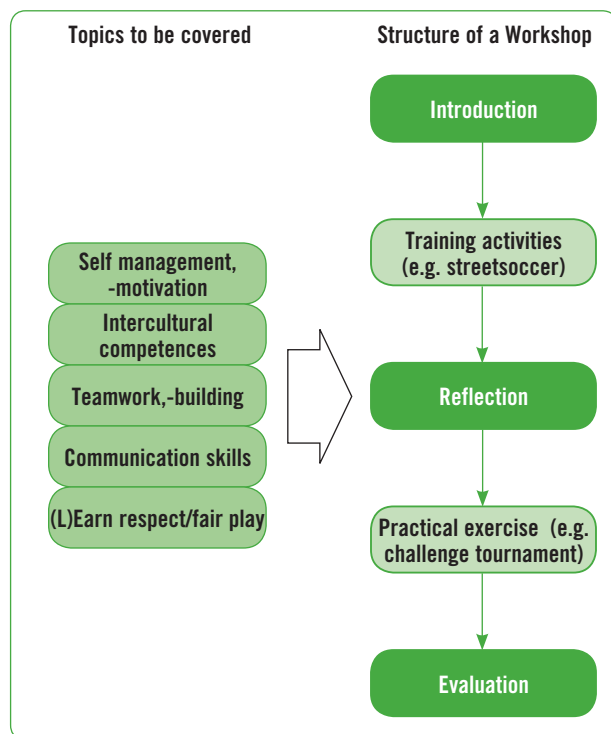 Topics to be covered
Self management,
-motivation
Intercultural
competences
Teamwork,-building
Communication skills
(L)Earn respect/fair play
Structure of a Workshop
Introduction
Training activities
(e.g. streetsoccer)
Reflection
Practical exercise (e.g.
challenge tournament)
Evaluation